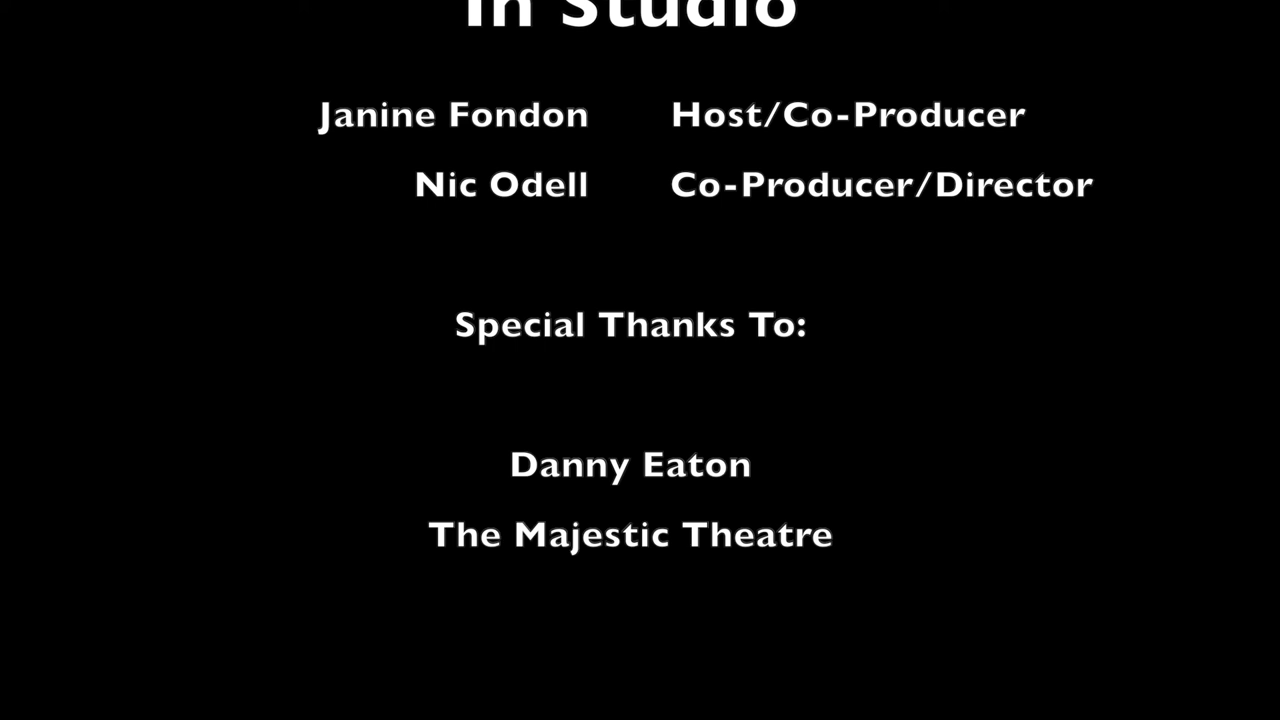 In Studio
Janine Fondon Host/Co-Producer
Nic Odell Co-Producer/Director
Special Thanks To:
Danny Eaton
The Majestic Theatre